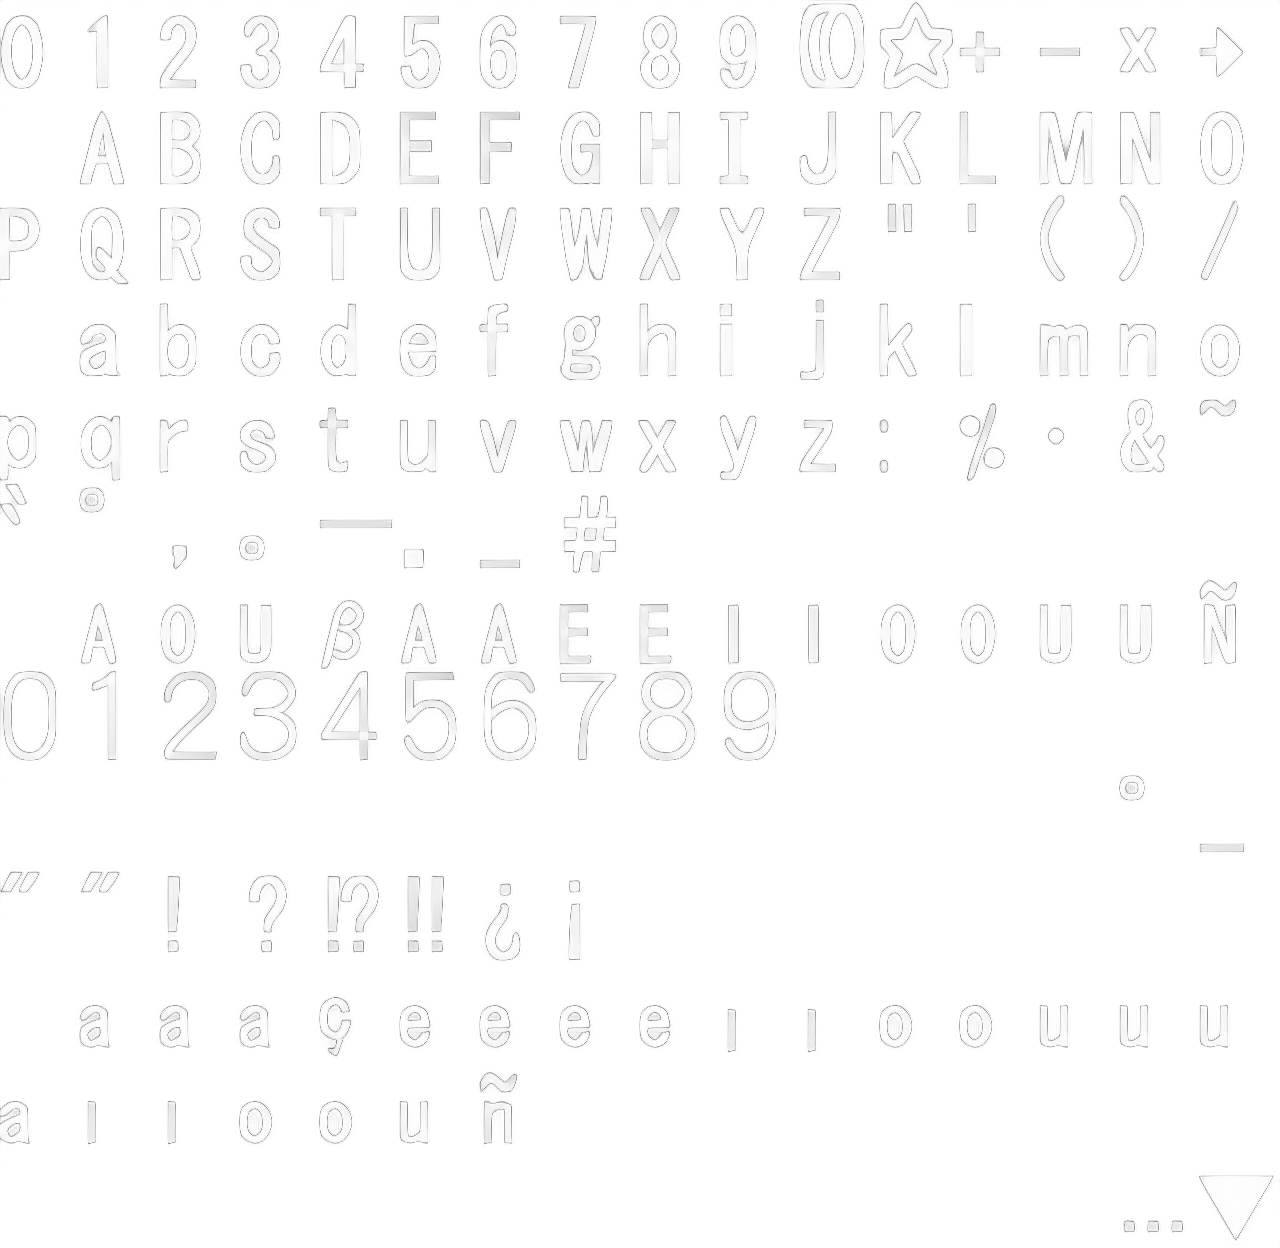 0 1 2 3 4 5 6 7 8 9 ☆ + - x →
A B C D E F G H I J K L M N O
P Q R S T U V W X Y Z " ' ( ) /
a b c d e f g h i j k l m n o
p q r s t u v w x y z : % · & ~
, 。 ¯ . _ #
A O U β A A E E I I O O U U Ñ
0 1 2 3 4 5 6 7 8 9
°
_
″ ″ ! ? !? !! ¿ ¡
a a a ç e e e e ı ı o o u u u
a ı ı o o u ñ
... ▼